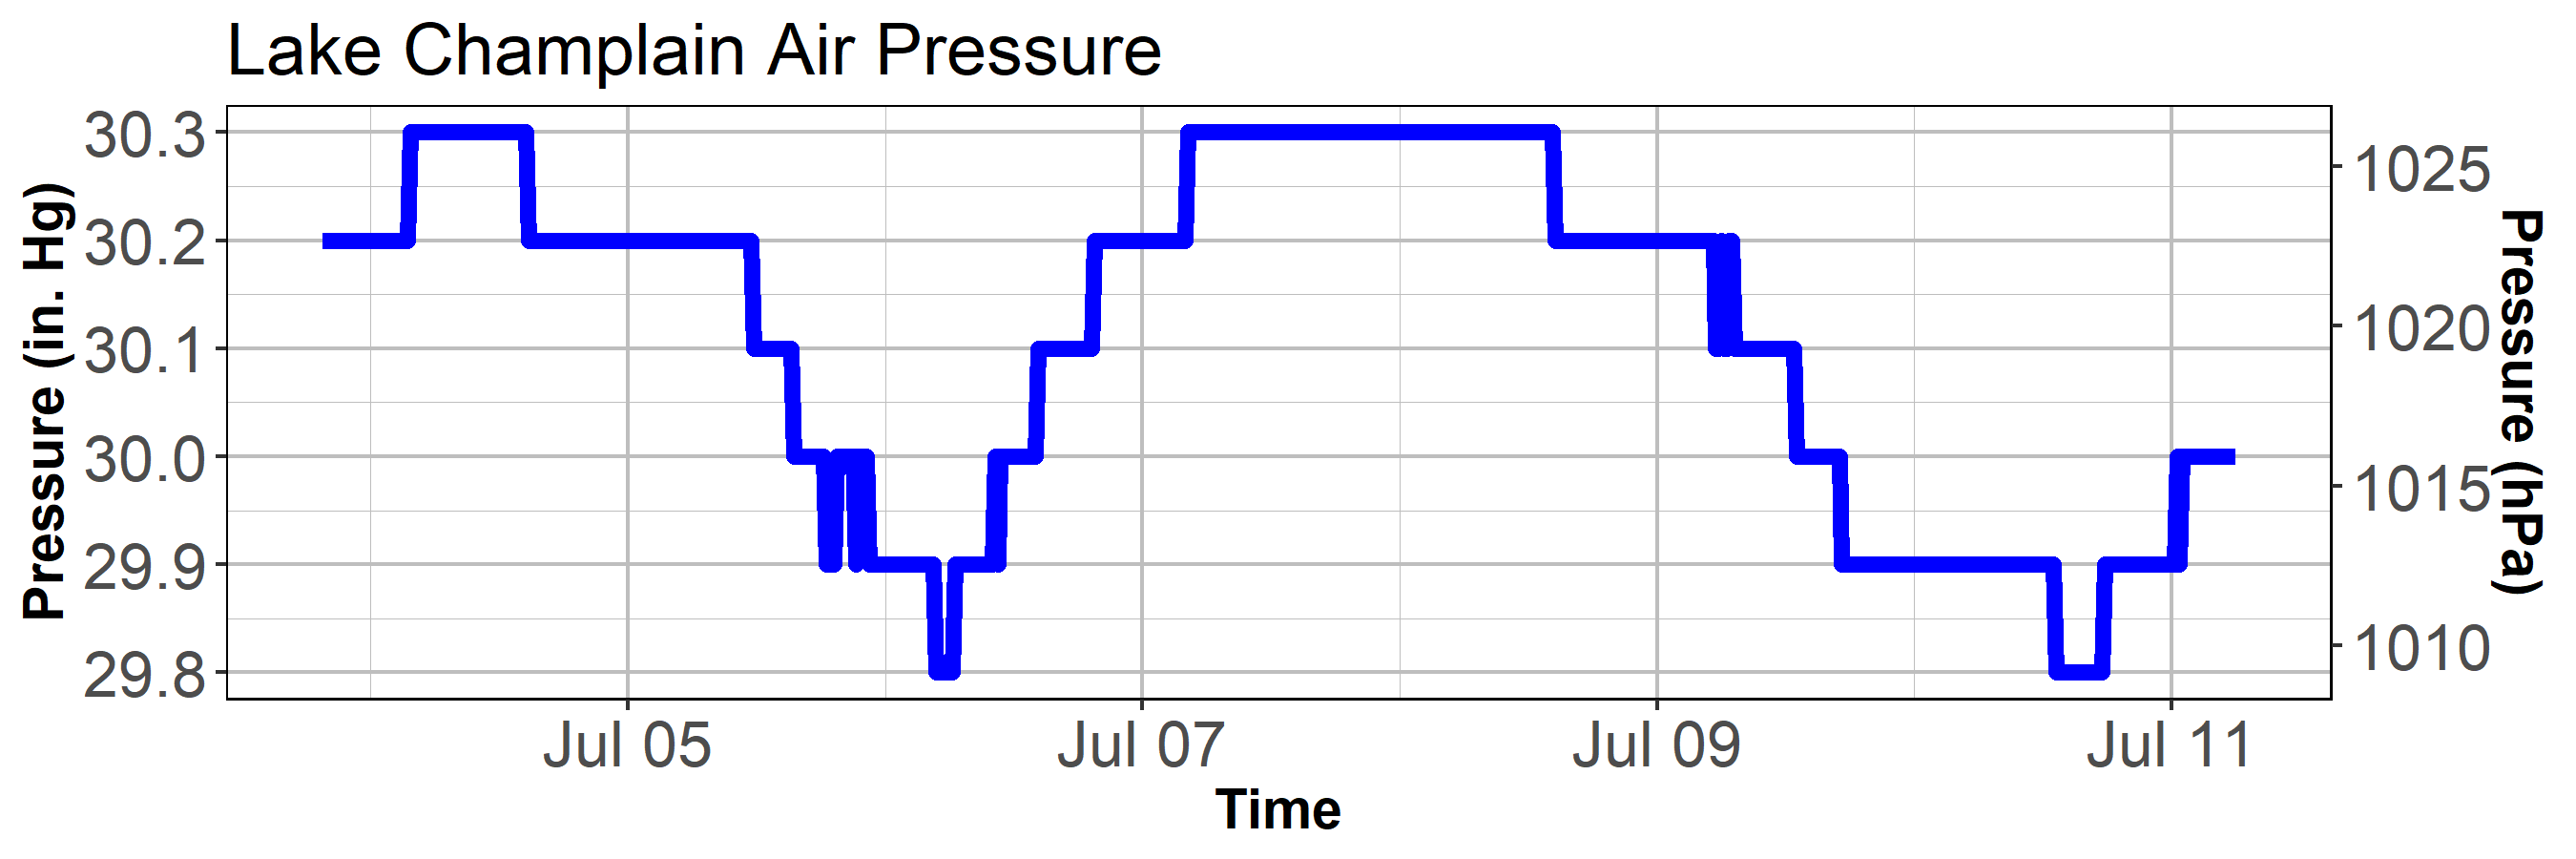 Lake Champlain Air Pressure
Pressure (in. Hg)
30.3
30.2
30.1
30.0
29.9
29.8
1025
1020
1015
1010
Pressure (hPa)
Jul 05 Jul 07 Jul 09 Jul 11
Time